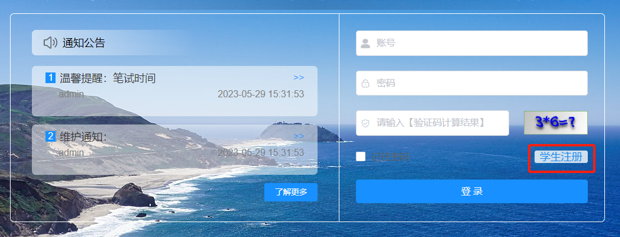 通知公告
1 温馨提醒：笔试时间 >>
admin 2023-05-29 15:31:53
2 维护通知： >>
admin 2023-05-29 15:31:53
了解更多
账号
密码
请输入【验证码计算结果】
3*6=?
学生注册
登 录